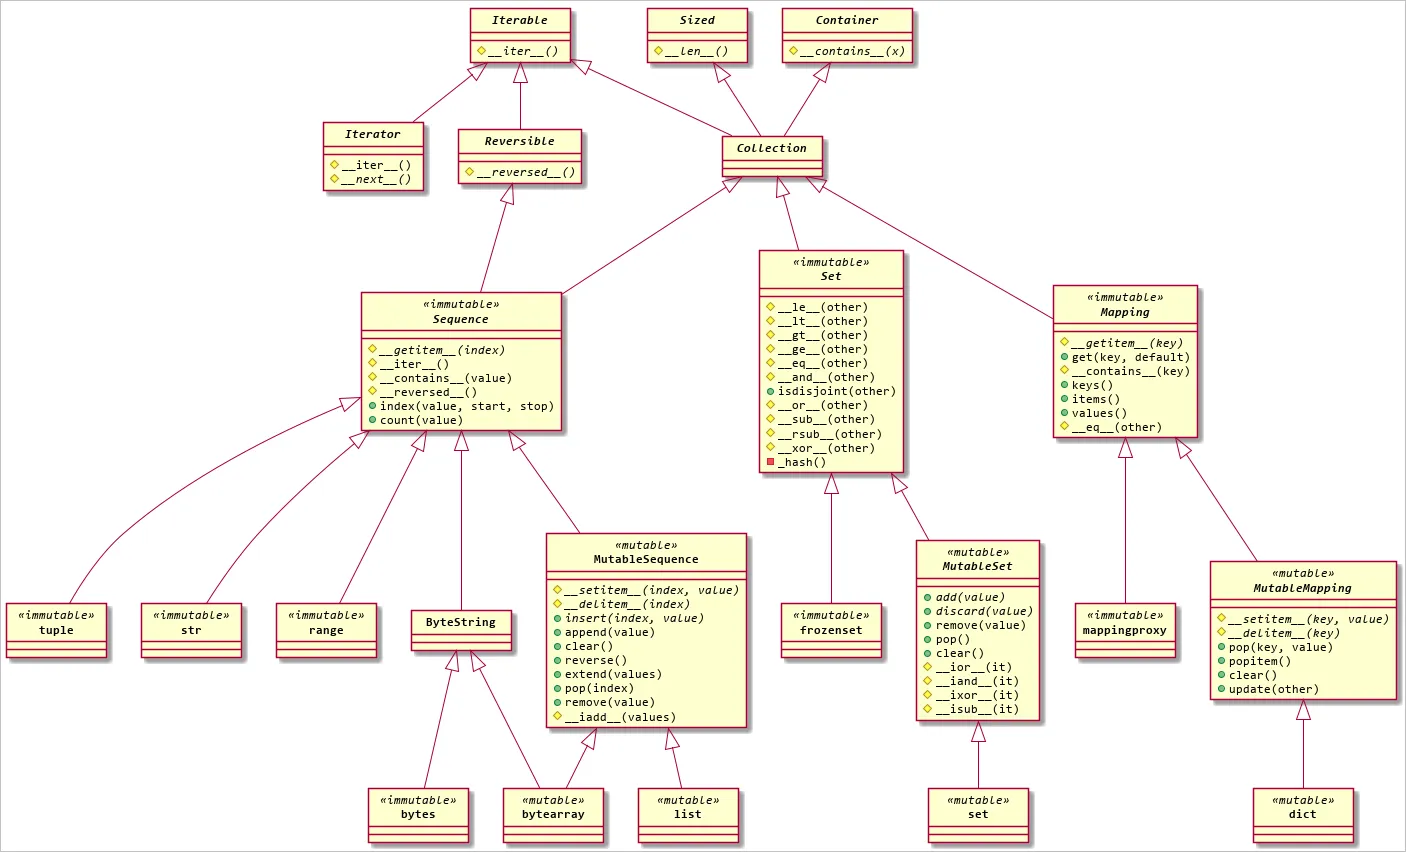 Iterable
__iter__()
Sized
__len__()
Container
__contains__(x)
Iterator
__iter__()
__next__()
Reversible
__reversed__()
Collection
«immutable»
Sequence
__getitem__(index)
__iter__()
__contains__(value)
__reversed__()
index(value, start, stop)
count(value)
«immutable»
Set
__le__(other)
__lt__(other)
__gt__(other)
__ge__(other)
__eq__(other)
__and__(other)
isdisjoint(other)
__or__(other)
__sub__(other)
__rsub__(other)
__xor__(other)
_hash()
«immutable»
Mapping
__getitem__(key)
get(key, default)
__contains__(key)
keys()
items()
values()
__eq__(other)
«immutable»
tuple
«immutable»
str
«immutable»
range
ByteString
«mutable»
MutableSequence
__setitem__(index, value)
__delitem__(index)
insert(index, value)
append(value)
clear()
reverse()
extend(values)
pop(index)
remove(value)
__iadd__(values)
«immutable»
frozenset
«mutable»
MutableSet
add(value)
discard(value)
remove(value)
pop()
clear()
__ior__(it)
__iand__(it)
__ixor__(it)
__isub__(it)
«immutable»
mappingproxy
«mutable»
MutableMapping
__setitem__(key, value)
__delitem__(key)
pop(key, value)
popitem()
clear()
update(other)
«immutable»
bytes
«mutable»
bytearray
«mutable»
list
«mutable»
set
«mutable»
dict